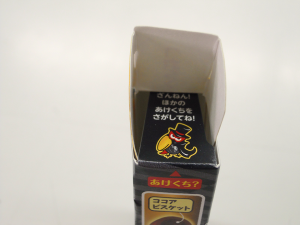 ざんねん!
ほかの
あけくちを
さがしてね!
あけくち?
ココア
ビスケット